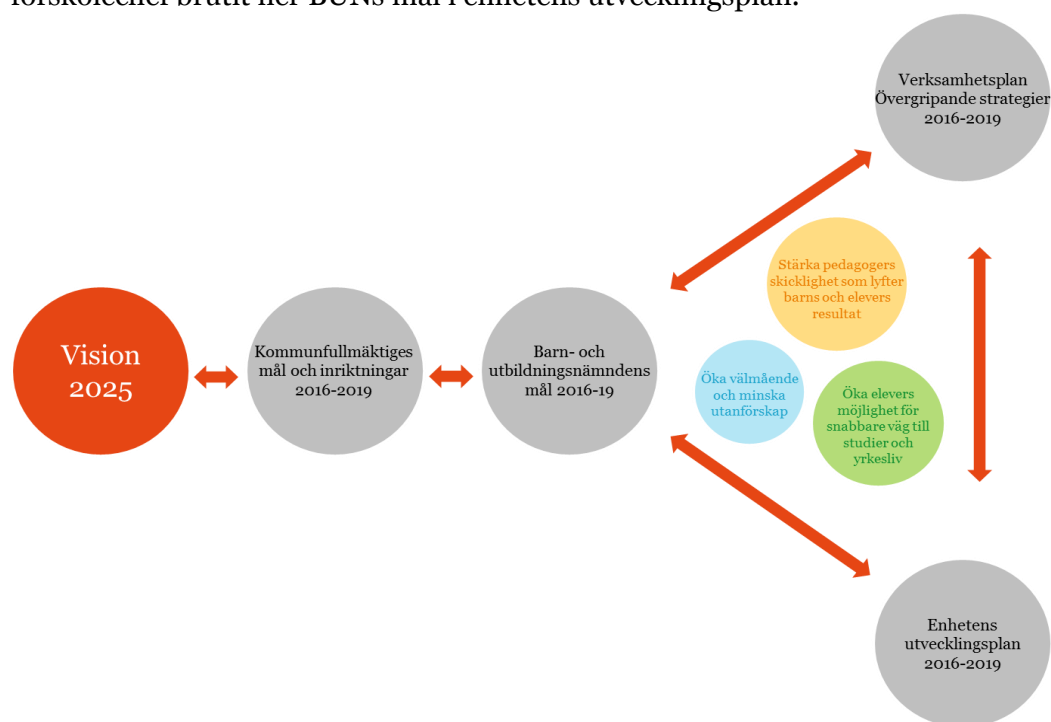 förskolechef brutit ner BUNs mål i enhetens utvecklingsplan.
Vision
2025
Kommunfullmäktiges
mål och inriktningar
2016-2019
Barn- och
utbildningsnämndens
mål 2016-19
Verksamhetsplan
Övergripande strategier
2016-2019
Stärka pedagogers
skicklighet som lyfter
barns och elevers
resultat
Öka välmående
och minska
utanförskap
Öka elevers
möjlighet för
snabbare väg till
studier och
yrkesliv
Enhetens
utvecklingsplan
2016-2019